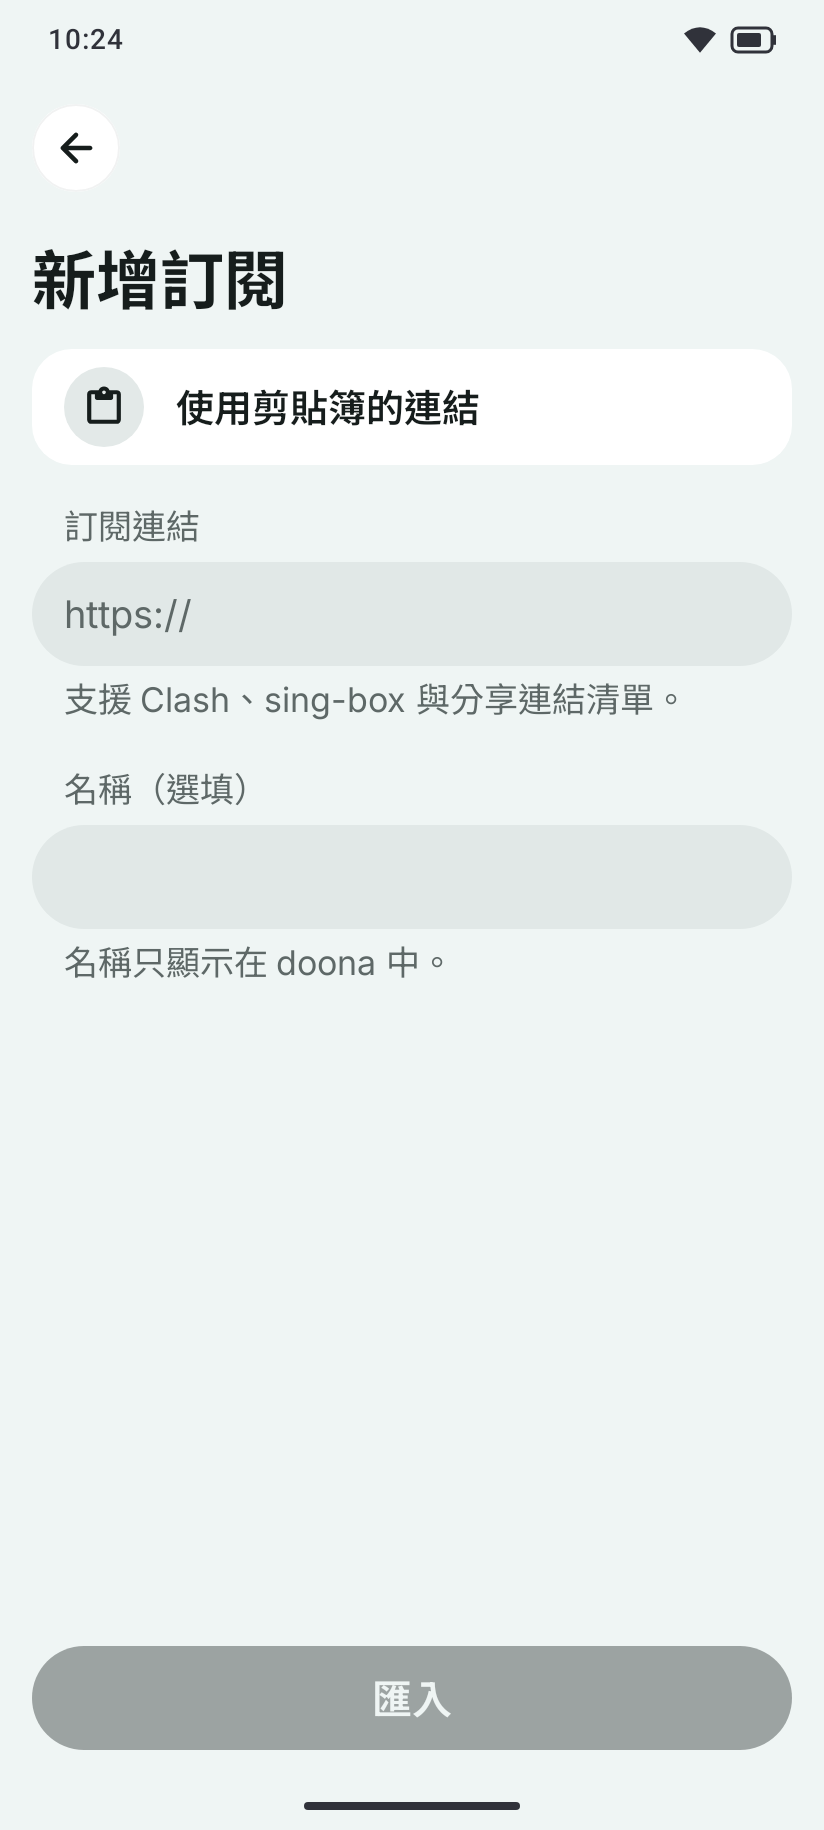 10:24
新增訂閱
使用剪貼簿的連結
訂閱連結
https://
支援 Clash、sing-box 與分享連結清單。
名稱（選填）
名稱只顯示在 doona 中。
匯入